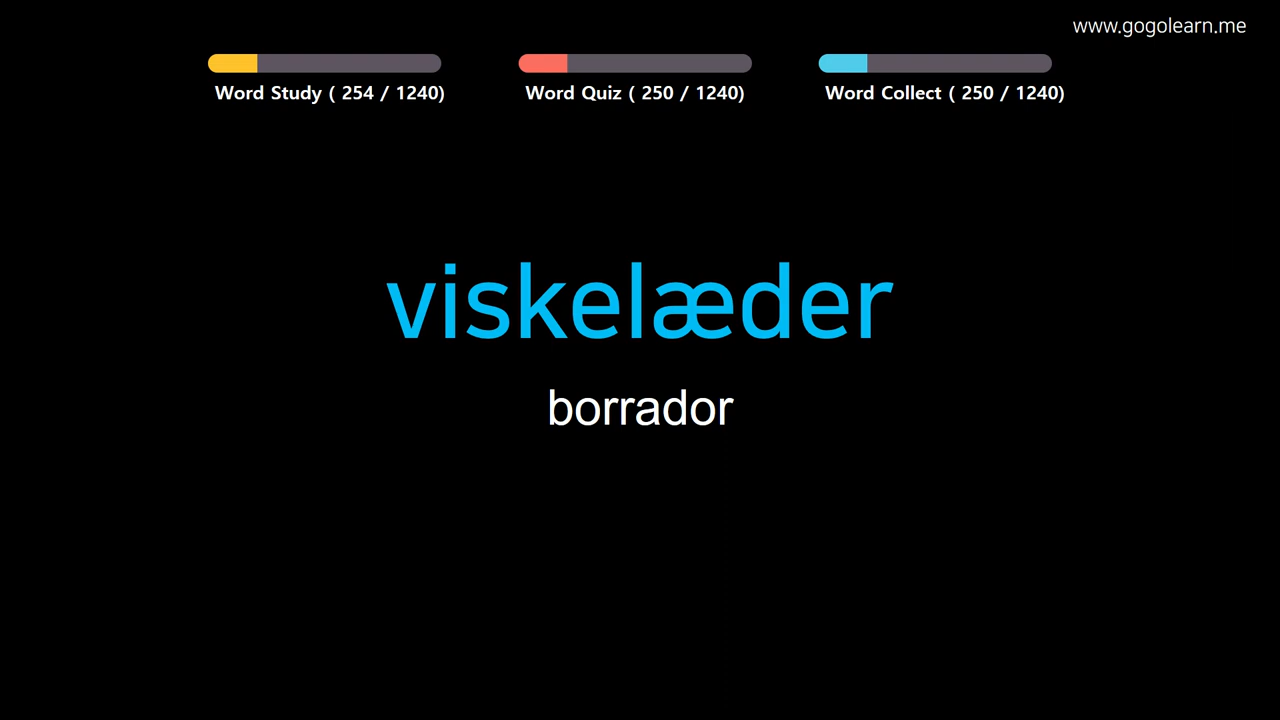 www.gogolearn.me
Word Study ( 254 / 1240)
Word Quiz ( 250 / 1240)
Word Collect ( 250 / 1240)
viskelæder
borrador